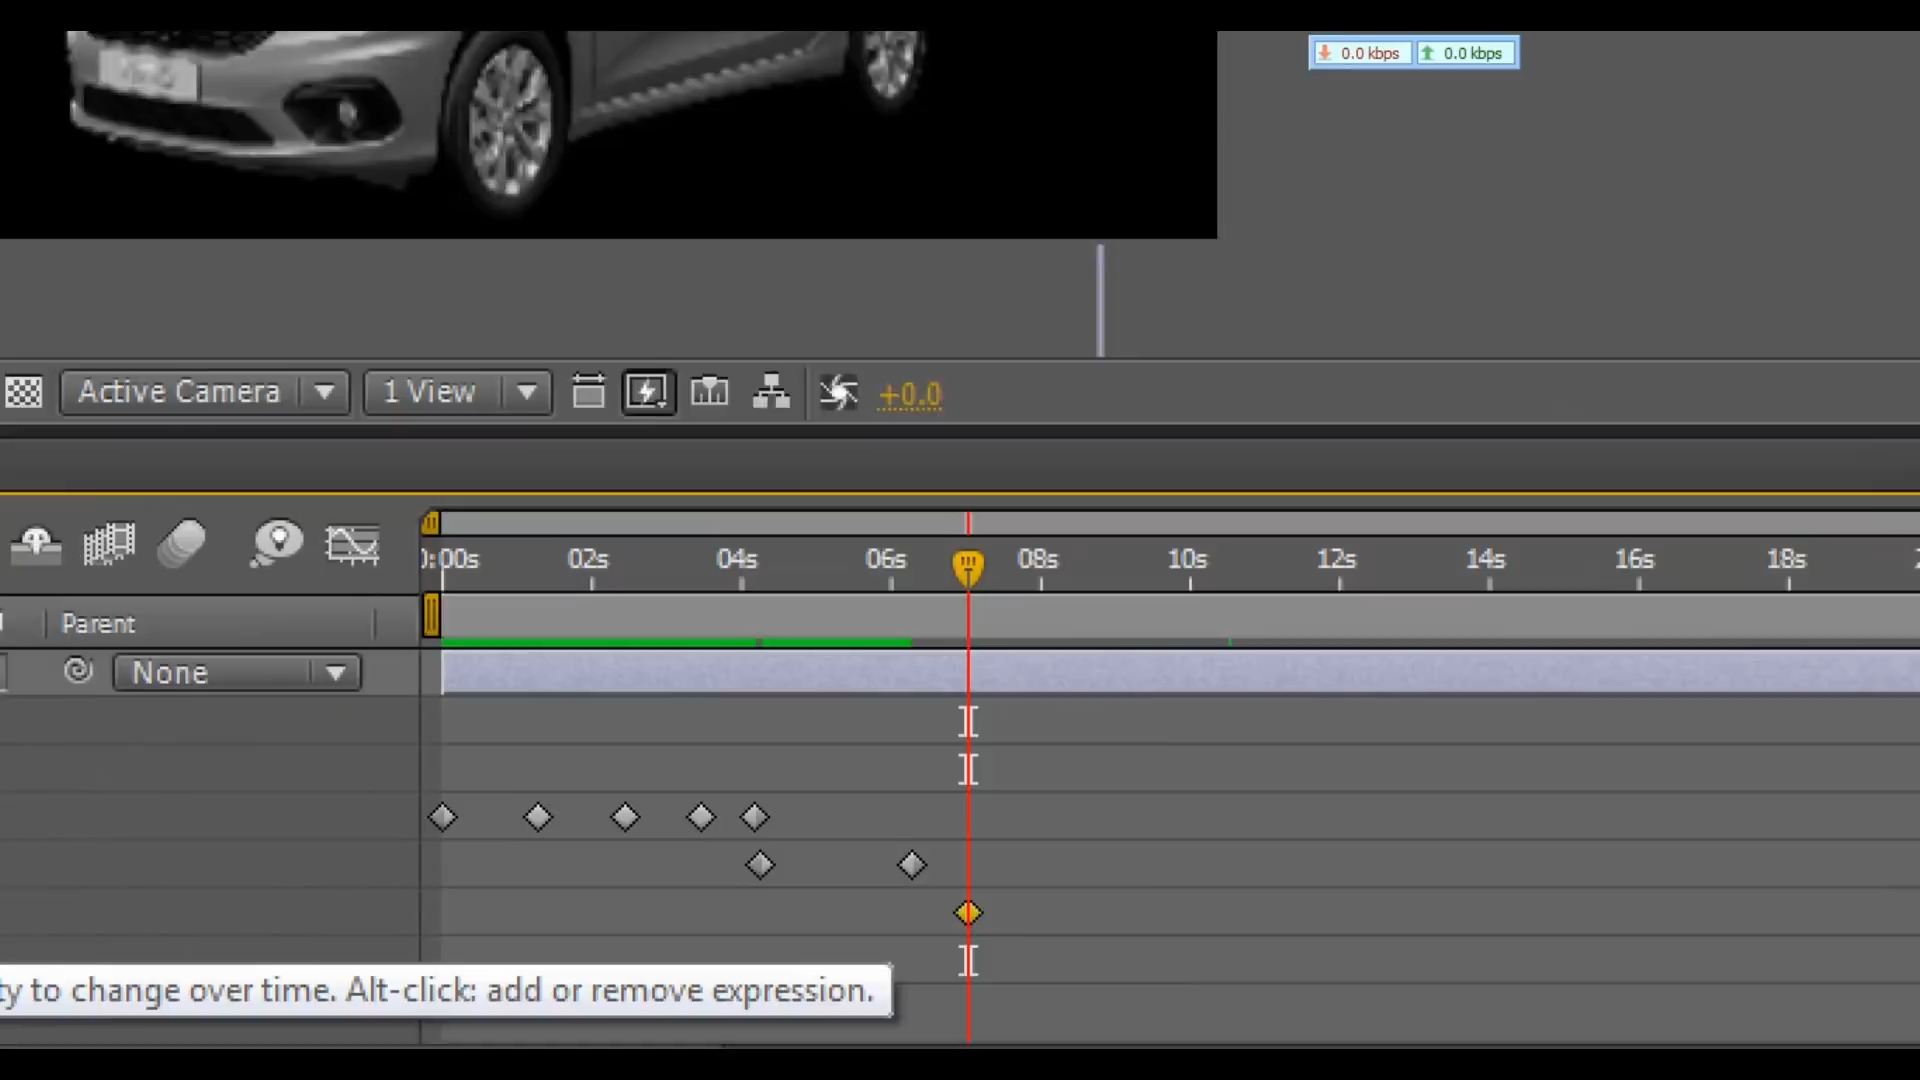 0.0 kbps 0.0 kbps
Active Camera 1 View +0.0
0:00s 02s 04s 06s 08s 10s 12s 14s 16s 18s
Parent
None
ty to change over time. Alt-click: add or remove expression.